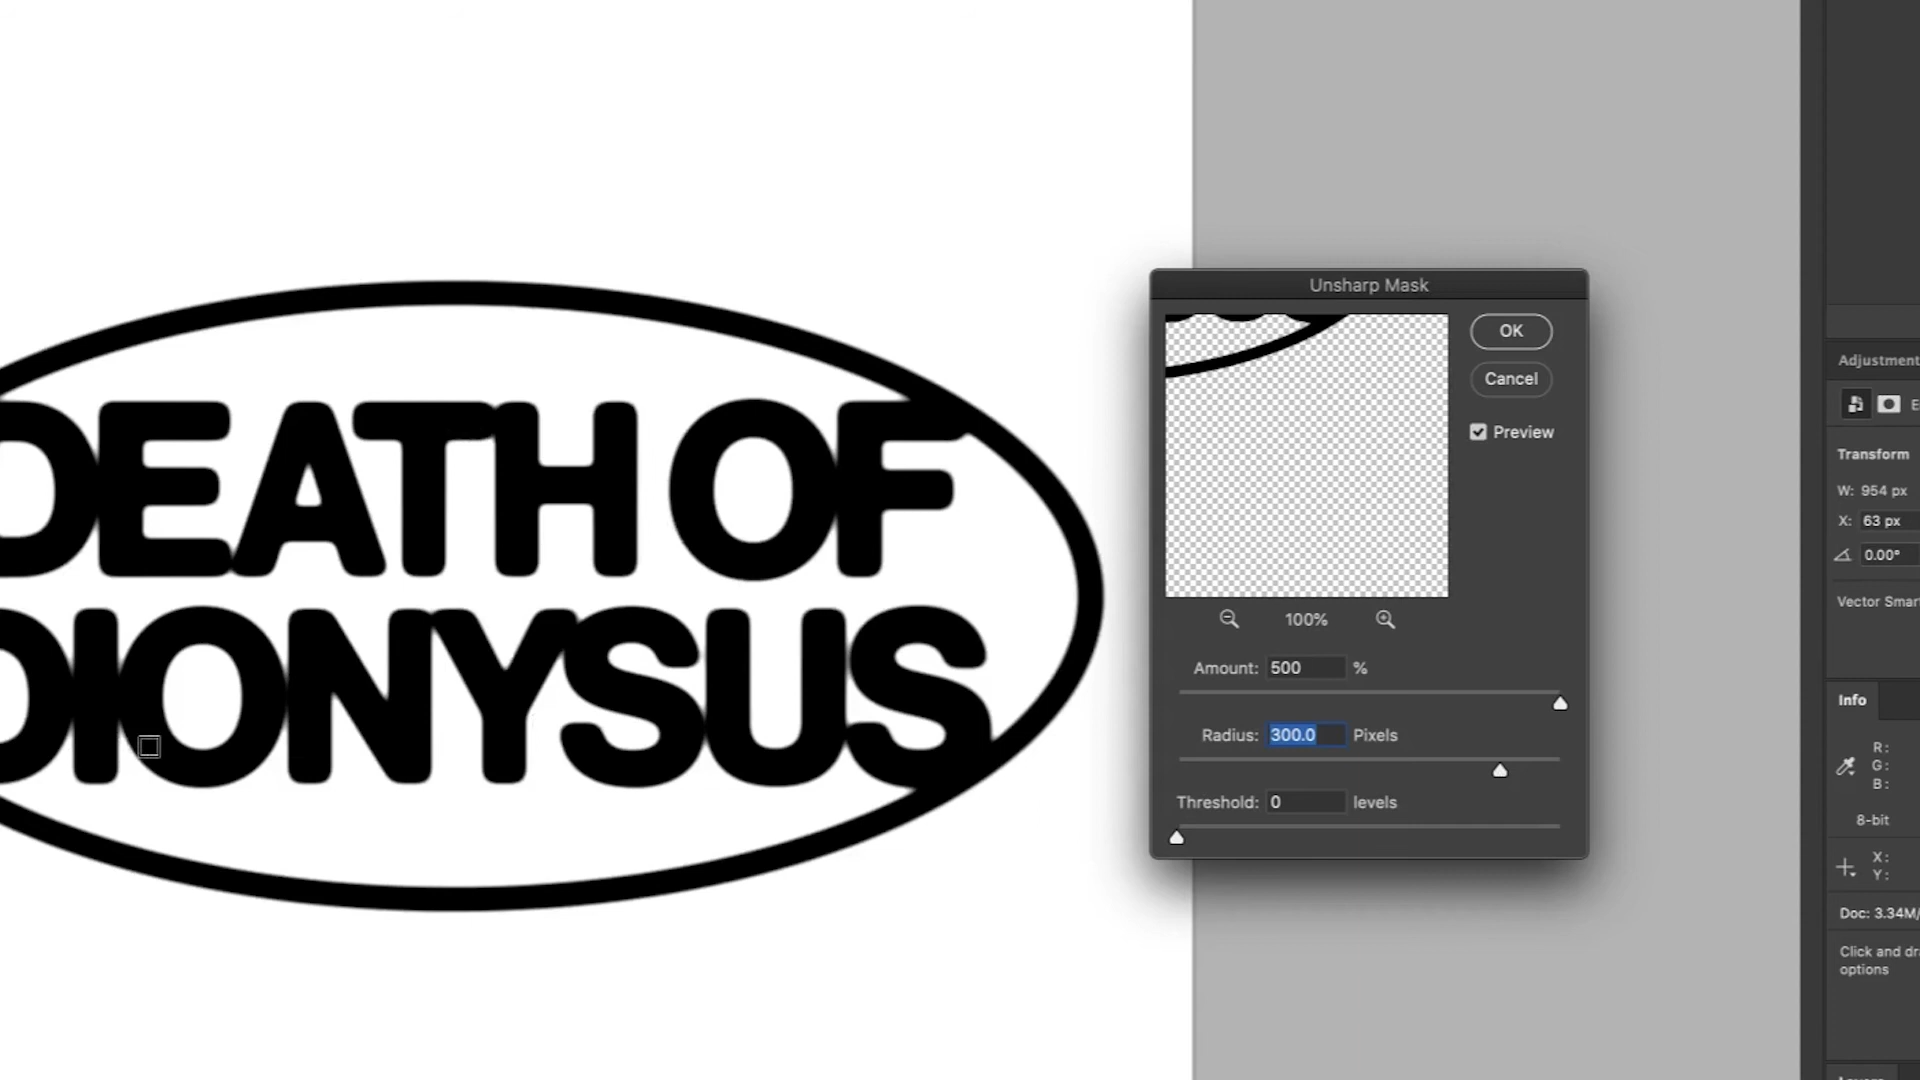 DEATH OF
DIONYSUS
Unsharp Mask
OK
Cancel
Preview
100%
Amount: 500 %
Radius: 300.0 Pixels
Threshold: 0 levels
Adjustment
Transform
W: 954 px
X: 63 px
0.00°
Vector Smar
Info
R:
G:
B:
8-bit
X:
Y:
Doc: 3.34M/
Click and dra
options